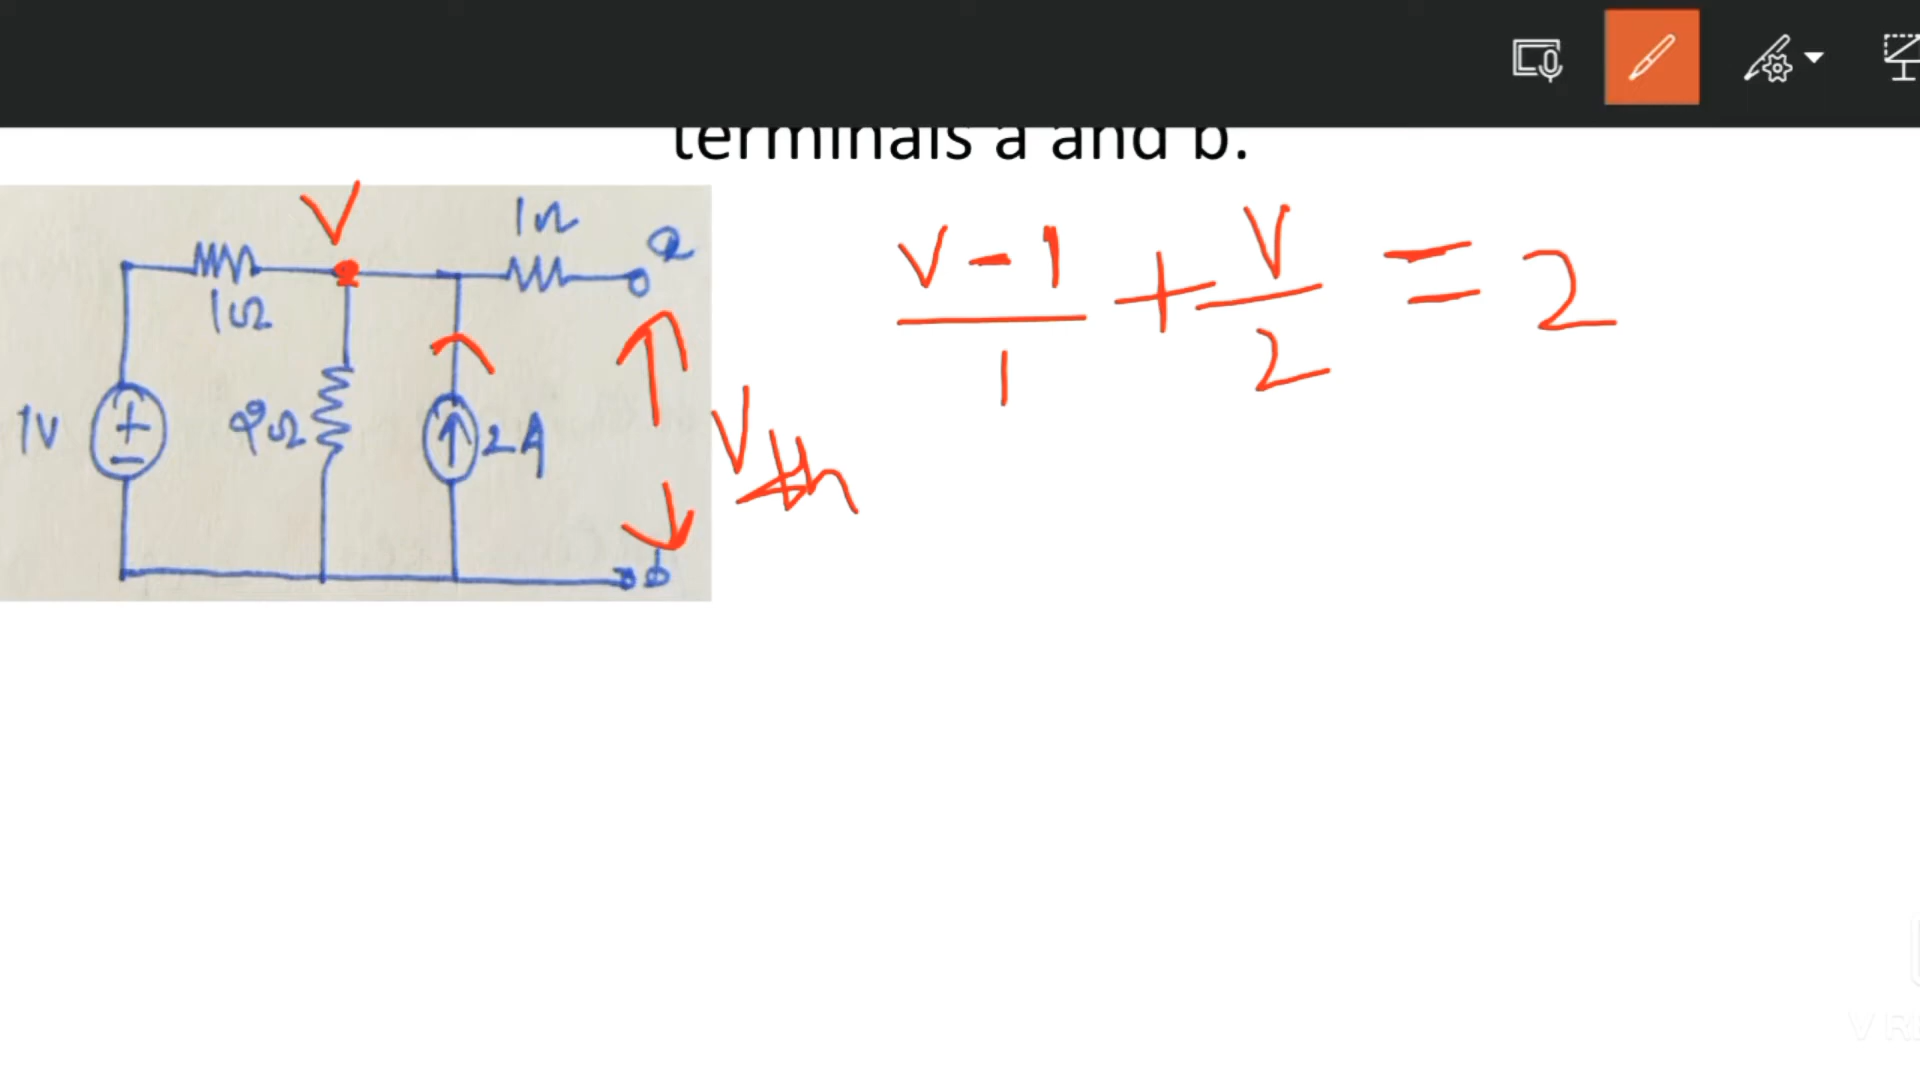 terminals a and b.
V
1Ω
a
1Ω
1V
2Ω
2A
b
Vth
V-1/1 + V/2 = 2